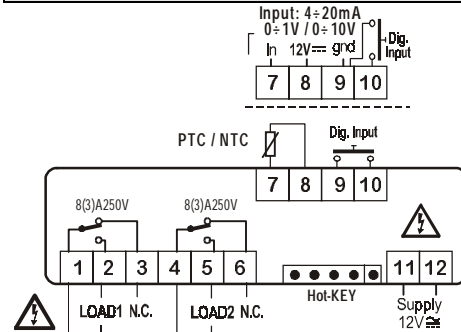 Input: 4÷20mA
0÷1V / 0÷10V
In 12V⎓ gnd
Dig.
Input
7 8 9 10
PTC / NTC
Dig. Input
7 8 9 10
8(3)A250V 8(3)A250V
1 2 3 4 5 6
11 12
LOAD1 N.C. LOAD2 N.C.
Hot-KEY
Supply
12V≂